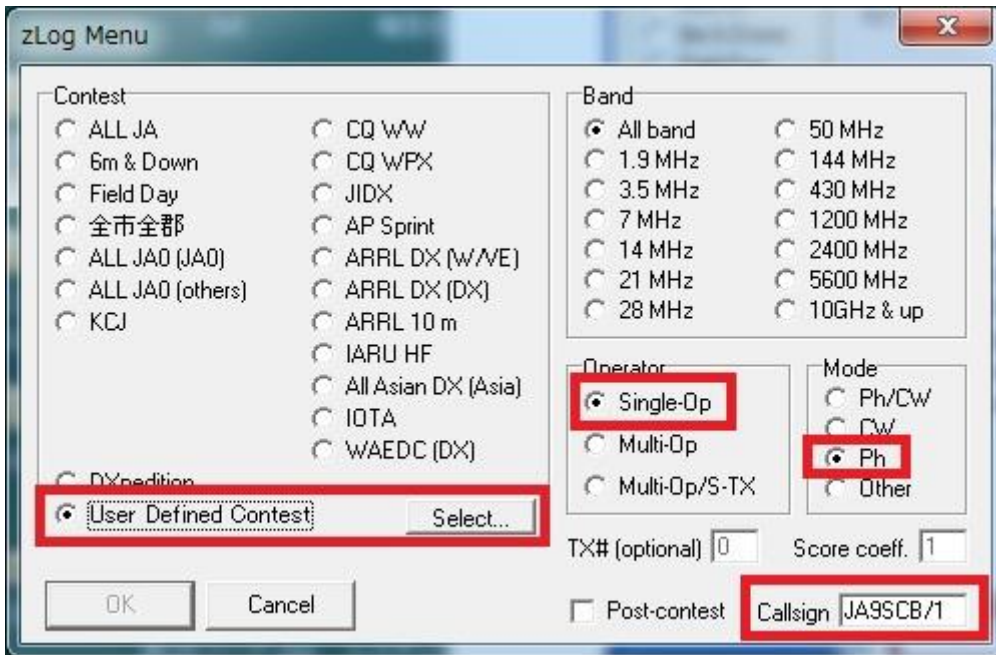 zLog Menu
Contest
ALL JA
6m & Down
Field Day
全市全郡
ALL JA0 (JA0)
ALL JA0 (others)
KCJ
CQ WW
CQ WPX
JIDX
AP Sprint
ARRL DX (W/VE)
ARRL DX (DX)
ARRL 10 m
IARU HF
All Asian DX (Asia)
IOTA
WAEDC (DX)
DXpedition
User Defined Contest
Select...
Band
All band
1.9 MHz
3.5 MHz
7 MHz
14 MHz
21 MHz
28 MHz
50 MHz
144 MHz
430 MHz
1200 MHz
2400 MHz
5600 MHz
10GHz & up
Operator
Single-Op
Multi-Op
Multi-Op/S-TX
Mode
Ph/CW
CW
Ph
Other
TX# (optional) 0
Score coeff. 1
OK
Cancel
Post-contest
Callsign JA9SCB/1